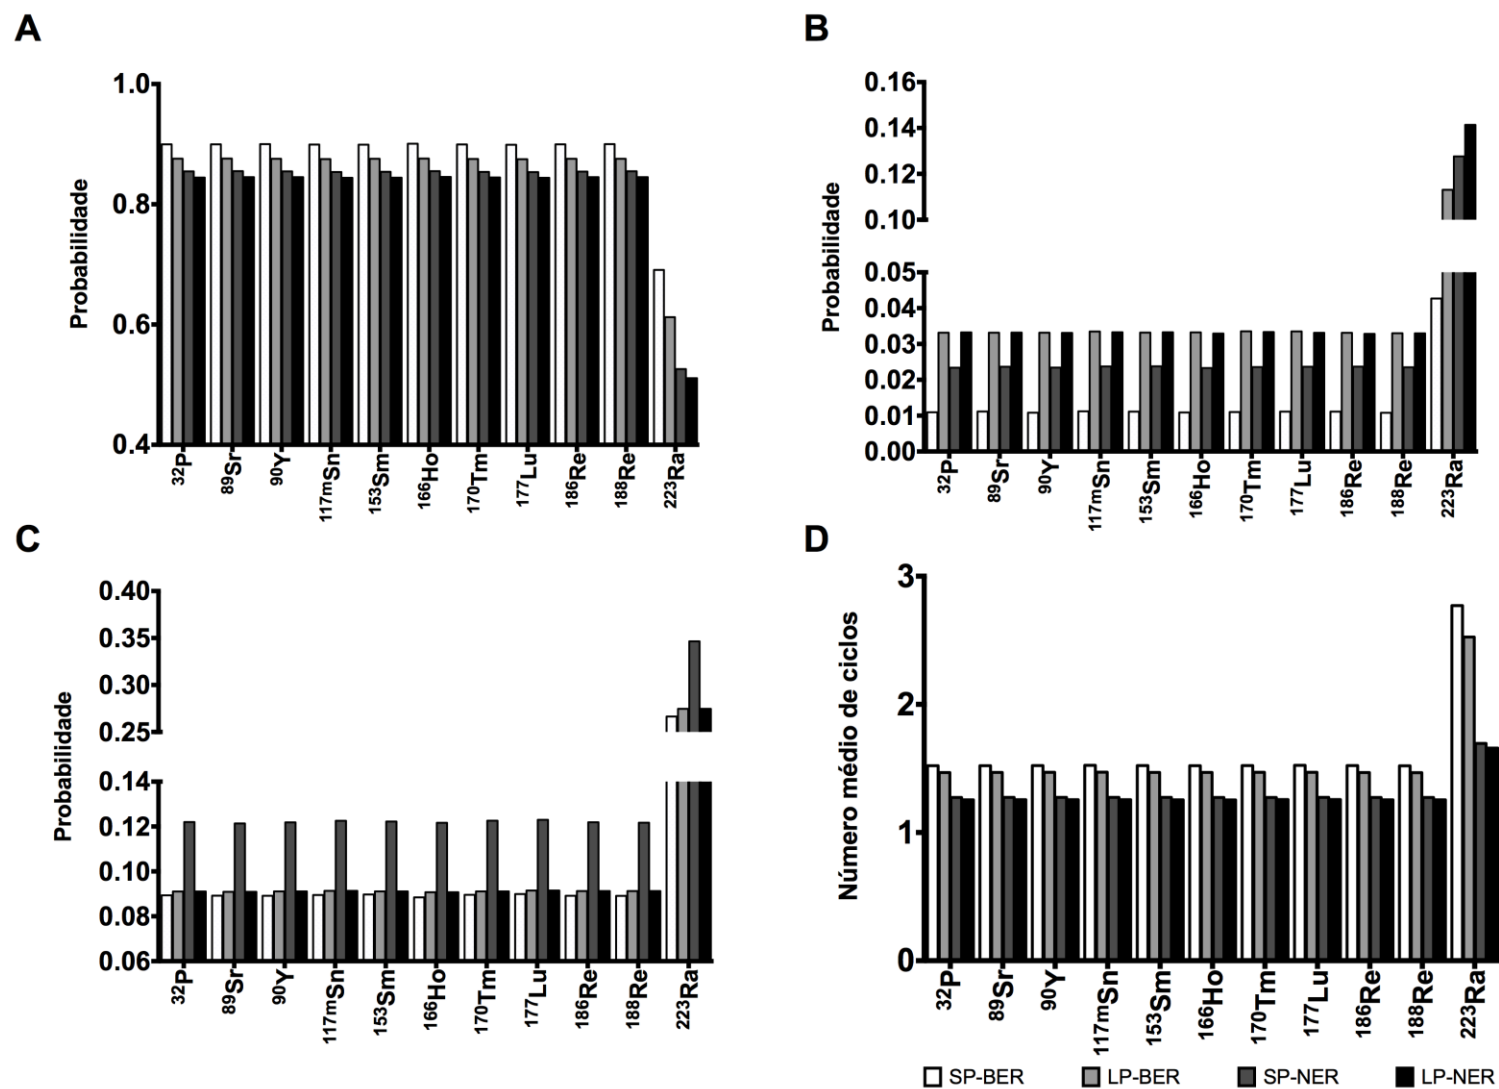 A
Probabilidade
1.0
0.8
0.6
0.4
³²P
⁸⁹Sr
⁹⁰Y
¹¹⁷ᵐSn
¹⁵³Sm
¹⁶⁶Ho
¹⁷⁰Tm
¹⁷⁷Lu
¹⁸⁶Re
¹⁸⁸Re
²²³Ra
B
Probabilidade
0.16
0.14
0.12
0.10
0.05
0.04
0.03
0.02
0.01
0.00
³²P
⁸⁹Sr
⁹⁰Y
¹¹⁷ᵐSn
¹⁵³Sm
¹⁶⁶Ho
¹⁷⁰Tm
¹⁷⁷Lu
¹⁸⁶Re
¹⁸⁸Re
²²³Ra
C
Probabilidade
0.40
0.35
0.30
0.25
0.14
0.12
0.10
0.08
0.06
³²P
⁸⁹Sr
⁹⁰Y
¹¹⁷ᵐSn
¹⁵³Sm
¹⁶⁶Ho
¹⁷⁰Tm
¹⁷⁷Lu
¹⁸⁶Re
¹⁸⁸Re
²²³Ra
D
Número médio de ciclos
3
2
1
0
³²P
⁸⁹Sr
⁹⁰Y
¹¹⁷ᵐSn
¹⁵³Sm
¹⁶⁶Ho
¹⁷⁰Tm
¹⁷⁷Lu
¹⁸⁶Re
¹⁸⁸Re
²²³Ra
SP-BER LP-BER SP-NER LP-NER